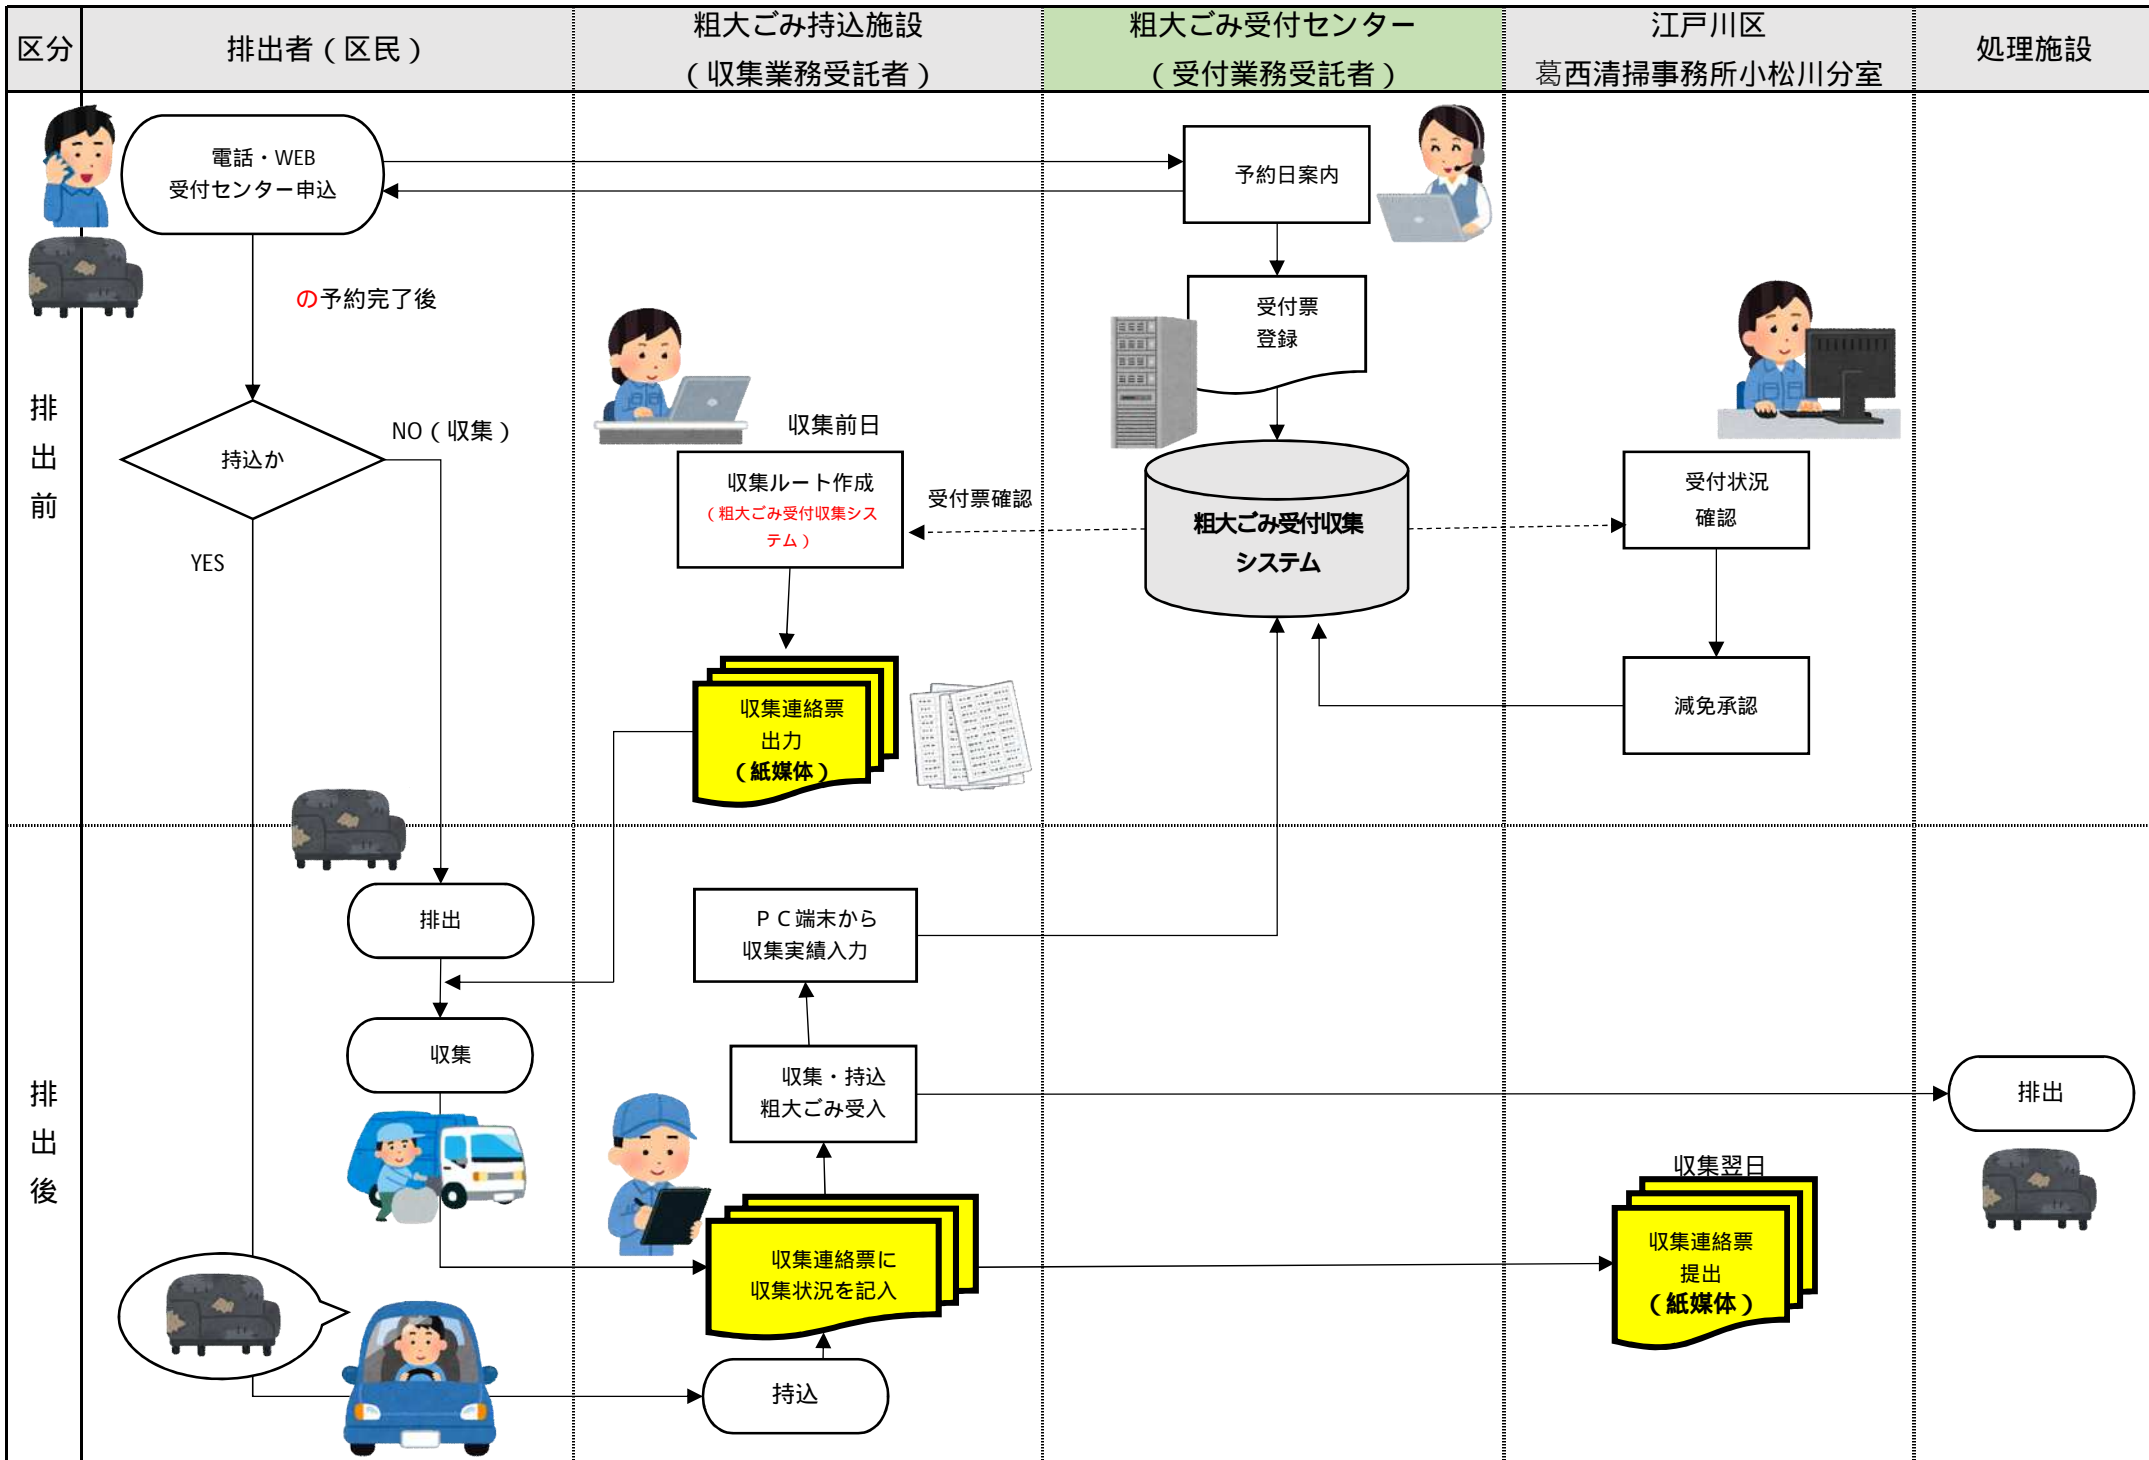 区分
排出者（区民）
粗大ごみ持込施設
（収集業務受託者）
粗大ごみ受付センター
（受付業務受託者）
江戸川区
葛西清掃事務所小松川分室
処理施設
排出前
電話・WEB
受付センター申込
予約日案内
の予約完了後
受付票
登録
持込か
NO（収集）
YES
収集前日
収集ルート作成
（粗大ごみ受付収集シス
テム）
受付票確認
粗大ごみ受付収集
システム
受付状況
確認
減免承認
収集連絡票
出力
（紙媒体）
排出後
排出
ＰＣ端末から
収集実績入力
収集
収集・持込
粗大ごみ受入
排出
収集翌日
収集連絡票に
収集状況を記入
収集連絡票
提出
（紙媒体）
持込